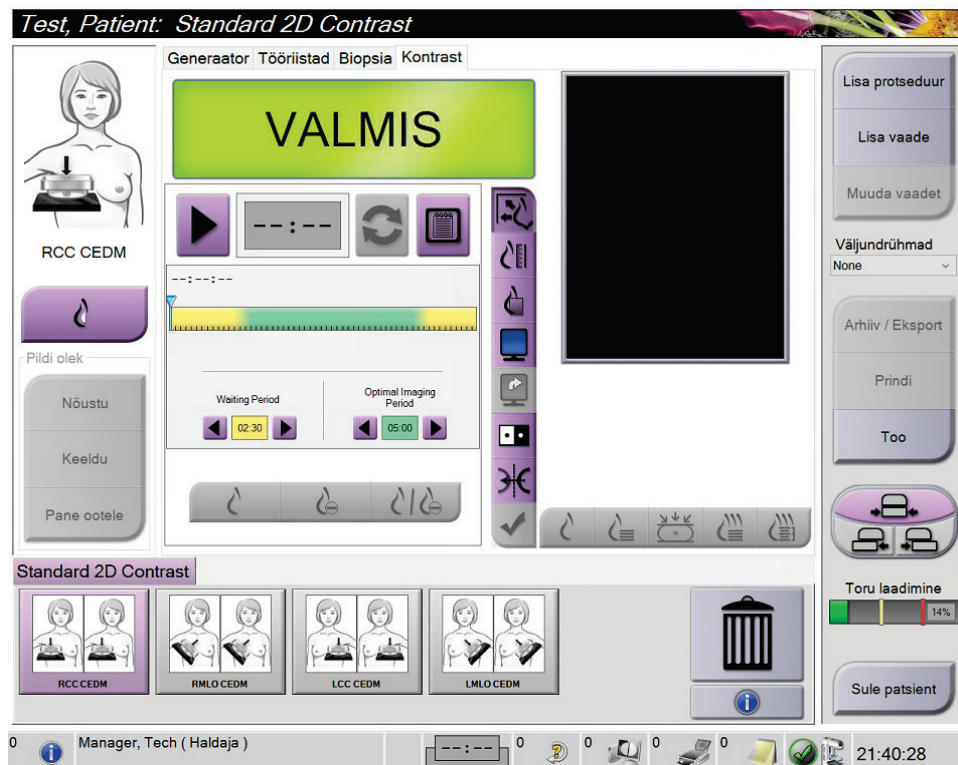 Test, Patient: Standard 2D Contrast
Generaator Tööriistad Biopsia Kontrast
VALMIS
RCC CEDM
--:--
--:--:--
Waiting Period
Optimal Imaging
Period
02:30
05:00
Pildi olek
Nõustu
Keeldu
Pane ootele
Lisa protseduur
Lisa vaade
Muuda vaadet
Väljundrühmad
None
Arhiiv / Eksport
Prindi
Too
Toru laadimine
14%
Sule patsient
Standard 2D Contrast
RCC CEDM
RMLO CEDM
LCC CEDM
LMLO CEDM
0 Manager, Tech ( Haldaja ) --:-- 0 0 0 0 21:40:28